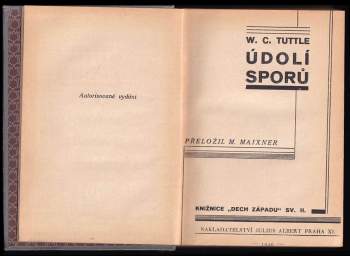 Autorisované vydání
W. C. TUTTLE
ÚDOLÍ
SPORŮ
PŘELOŽIL M. MAIXNER
KNIŽNICE „DECH ZÁPADU“ SV. II.
NAKLADATELSTVÍ JULIUS ALBERT PRAHA XI.